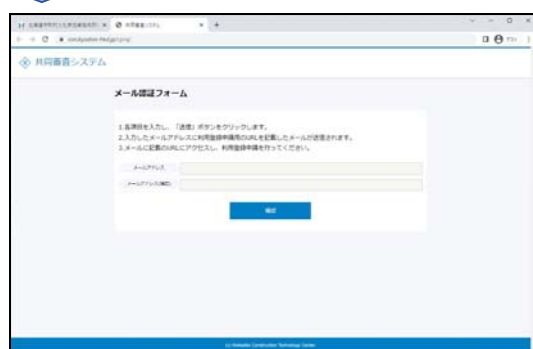 共同審査システム
メール認証フォーム
1.各項目を入力し、「送信」ボタンをクリックします。
2.入力したメールアドレスに利用登録申請用のURLを記載したメールが送信されます。
3.メールに記載のURLにアクセスし、利用登録申請を行ってください。
メールアドレス
メールアドレス(確認)
確認
(c) Hokkaido Construction Technology Center